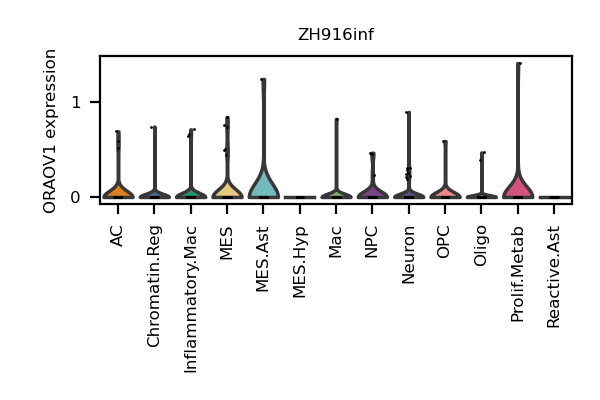 ZH916inf
ORAOV1 expression
1
0
AC
Chromatin.Reg
Inflammatory.Mac
MES
MES.Ast
MES.Hyp
Mac
NPC
Neuron
OPC
Oligo
Prolif.Metab
Reactive.Ast